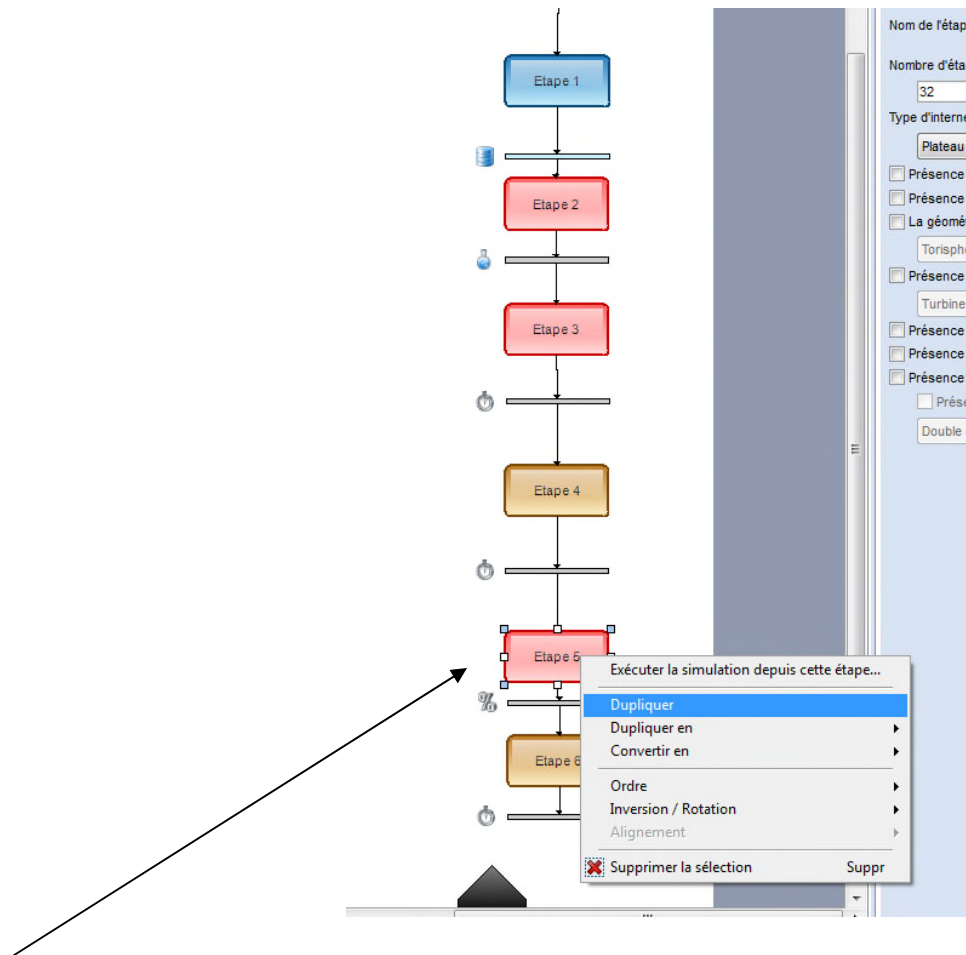 Etape 1
Etape 2
Etape 3
Etape 4
Etape 5
Etape 6
Exécuter la simulation depuis cette étape...
Dupliquer
Dupliquer en
Convertir en
Ordre
Inversion / Rotation
Alignement
Supprimer la sélection Suppr
Nom de l'étap
Nombre d'éta
32
Type d'interne
Plateau
Présence
Présence
La géomé
Torisph
Présence
Turbine
Présence
Présence
Présence
Prés
Double